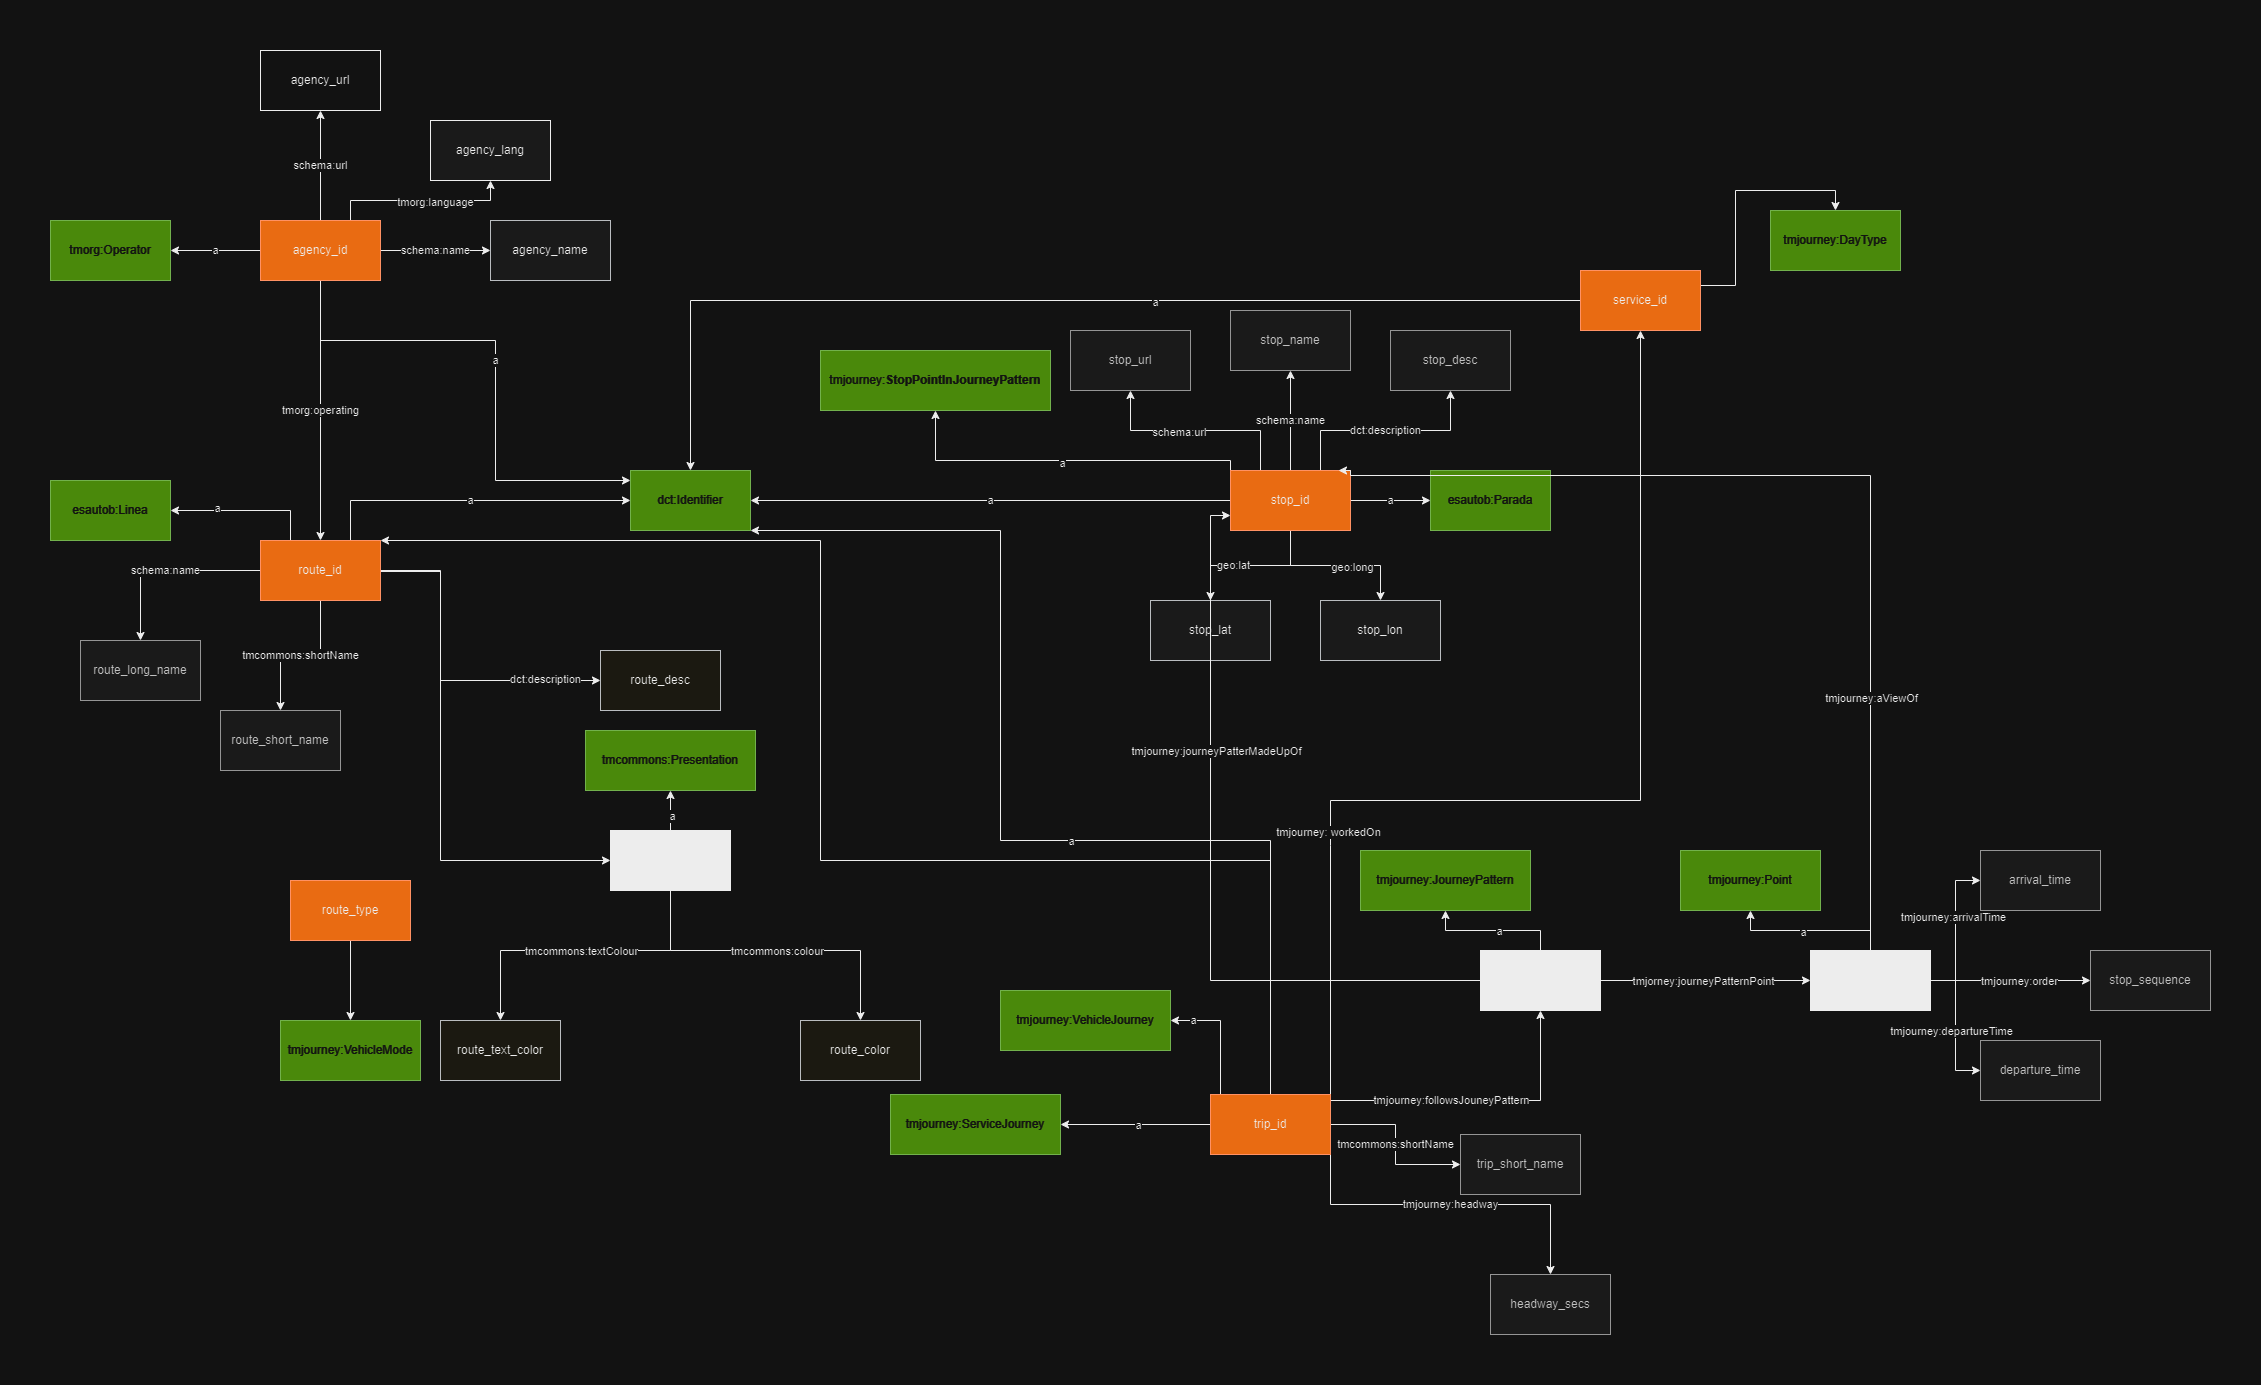 agency_url
schema:url
agency_lang
tmorg:language
tmorg:Operator
a
agency_id
schema:name
agency_name
tmjourney:DayType
service_id
a
stop_url
stop_name
stop_desc
a
tmjourney:StopPointInJourneyPattern
tmorg:operating
schema:url
schema:name
dct:description
a
esautob:Linea
a
a
dct:Identifier
a
stop_id
a
esautob:Parada
schema:name
route_id
geo:lat
geo:long
stop_lat
stop_lon
tmcommons:shortName
route_long_name
dct:description
route_desc
tmjourney:aViewOf
route_short_name
tmcommons:Presentation
tmjourney:journeyPatterMadeUpOf
a
tmjourney: workedOn
a
tmjourney:JourneyPattern
tmjourney:Point
arrival_time
route_type
tmjourney:arrivalTime
a
a
tmcommons:textColour
tmcommons:colour
tmjorney:journeyPatternPoint
tmjourney:order
stop_sequence
tmjourney:VehicleJourney
a
tmjourney:departureTime
tmjourney:VehicleMode
route_text_color
route_color
departure_time
tmjourney:followsJouneyPattern
tmjourney:ServiceJourney
a
trip_id
tmcommons:shortName
trip_short_name
tmjourney:headway
headway_secs